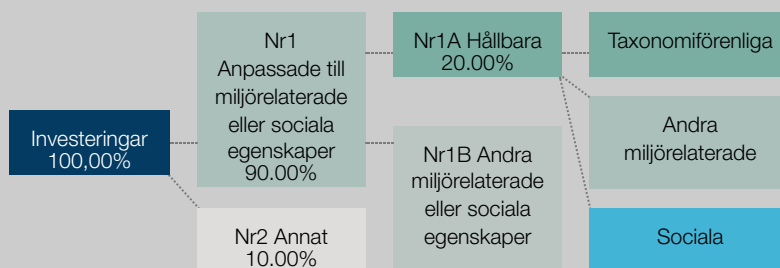 Investeringar
100,00%
Nr1
Anpassade till
miljörelaterade
eller sociala
egenskaper
90.00%
Nr2 Annat
10.00%
Nr1A Hållbara
20.00%
Nr1B Andra
miljörelaterade
eller sociala
egenskaper
Taxonomiförenliga
Andra
miljörelaterade
Sociala